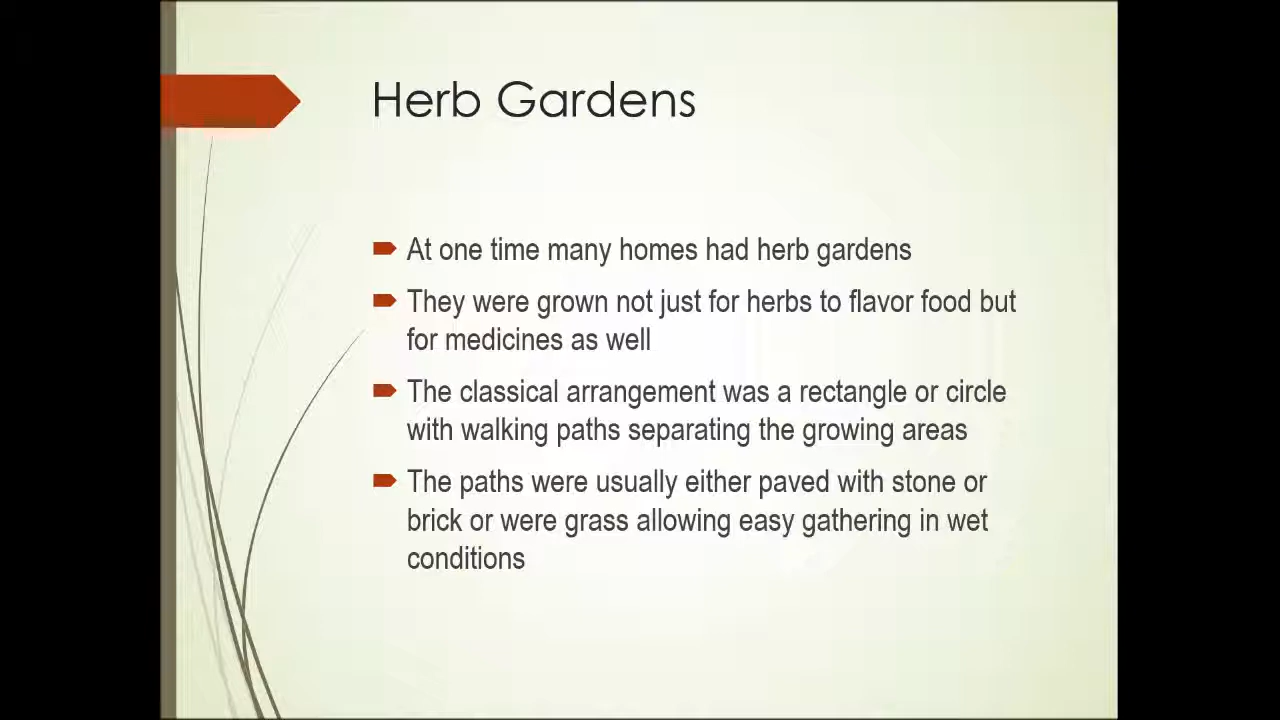 Herb Gardens
At one time many homes had herb gardens
They were grown not just for herbs to flavor food but
for medicines as well
The classical arrangement was a rectangle or circle
with walking paths separating the growing areas
The paths were usually either paved with stone or
brick or were grass allowing easy gathering in wet
conditions